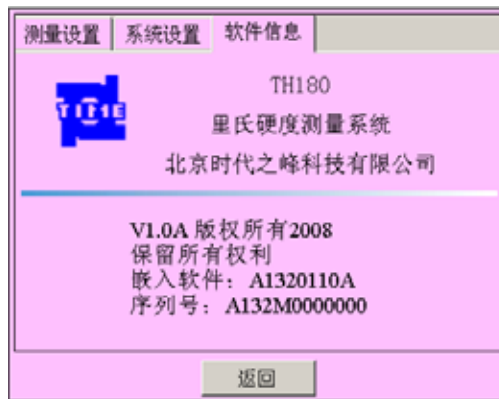 测量设置 系统设置 软件信息
TIME
TH180
里氏硬度测量系统
北京时代之峰科技有限公司
V1.0A 版权所有2008
保留所有权利
嵌入软件：A1320110A
序列号：A132M0000000
返回